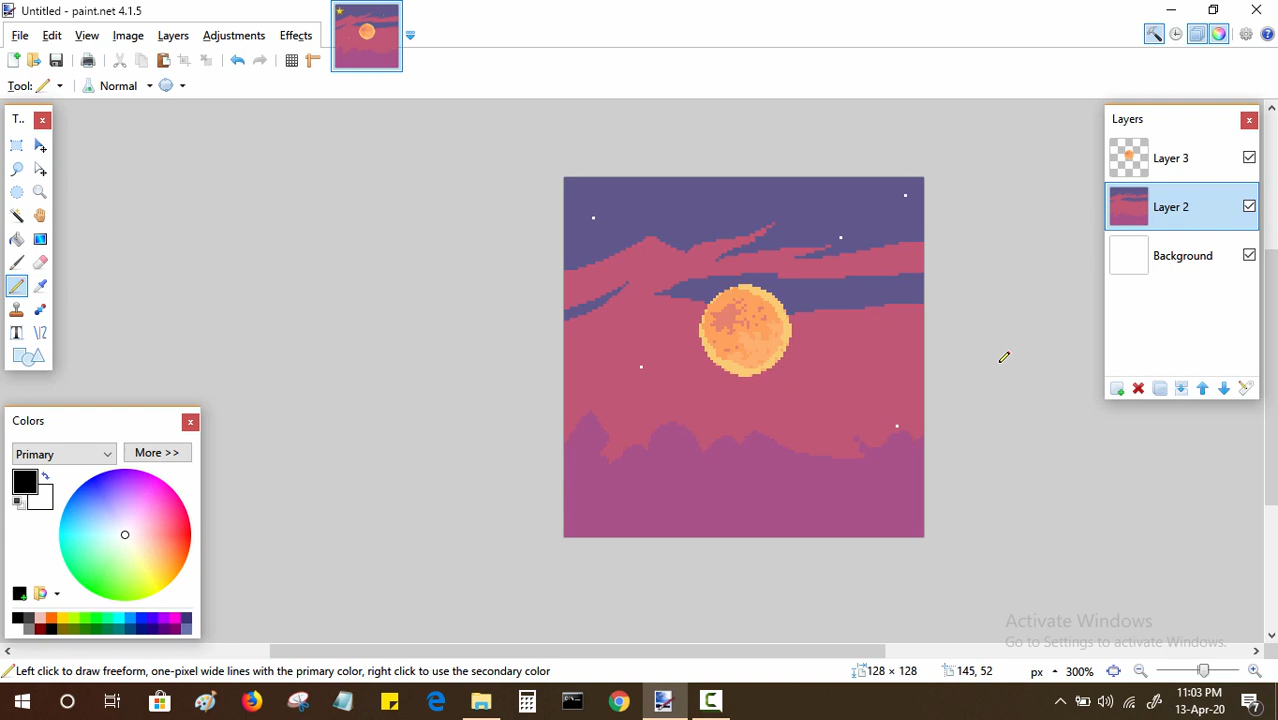 Untitled - paint.net 4.1.5
File Edit View Image Layers Adjustments Effects
Tool: Normal
T..
Layers
Layer 3
Layer 2
Background
Colors
Primary More >>
Activate Windows
Go to Settings to activate Windows.
Left click to draw freeform, one-pixel wide lines with the primary color, right click to use the secondary color 128 × 128 145, 52 px 300%
11:03 PM
13-Apr-20
7